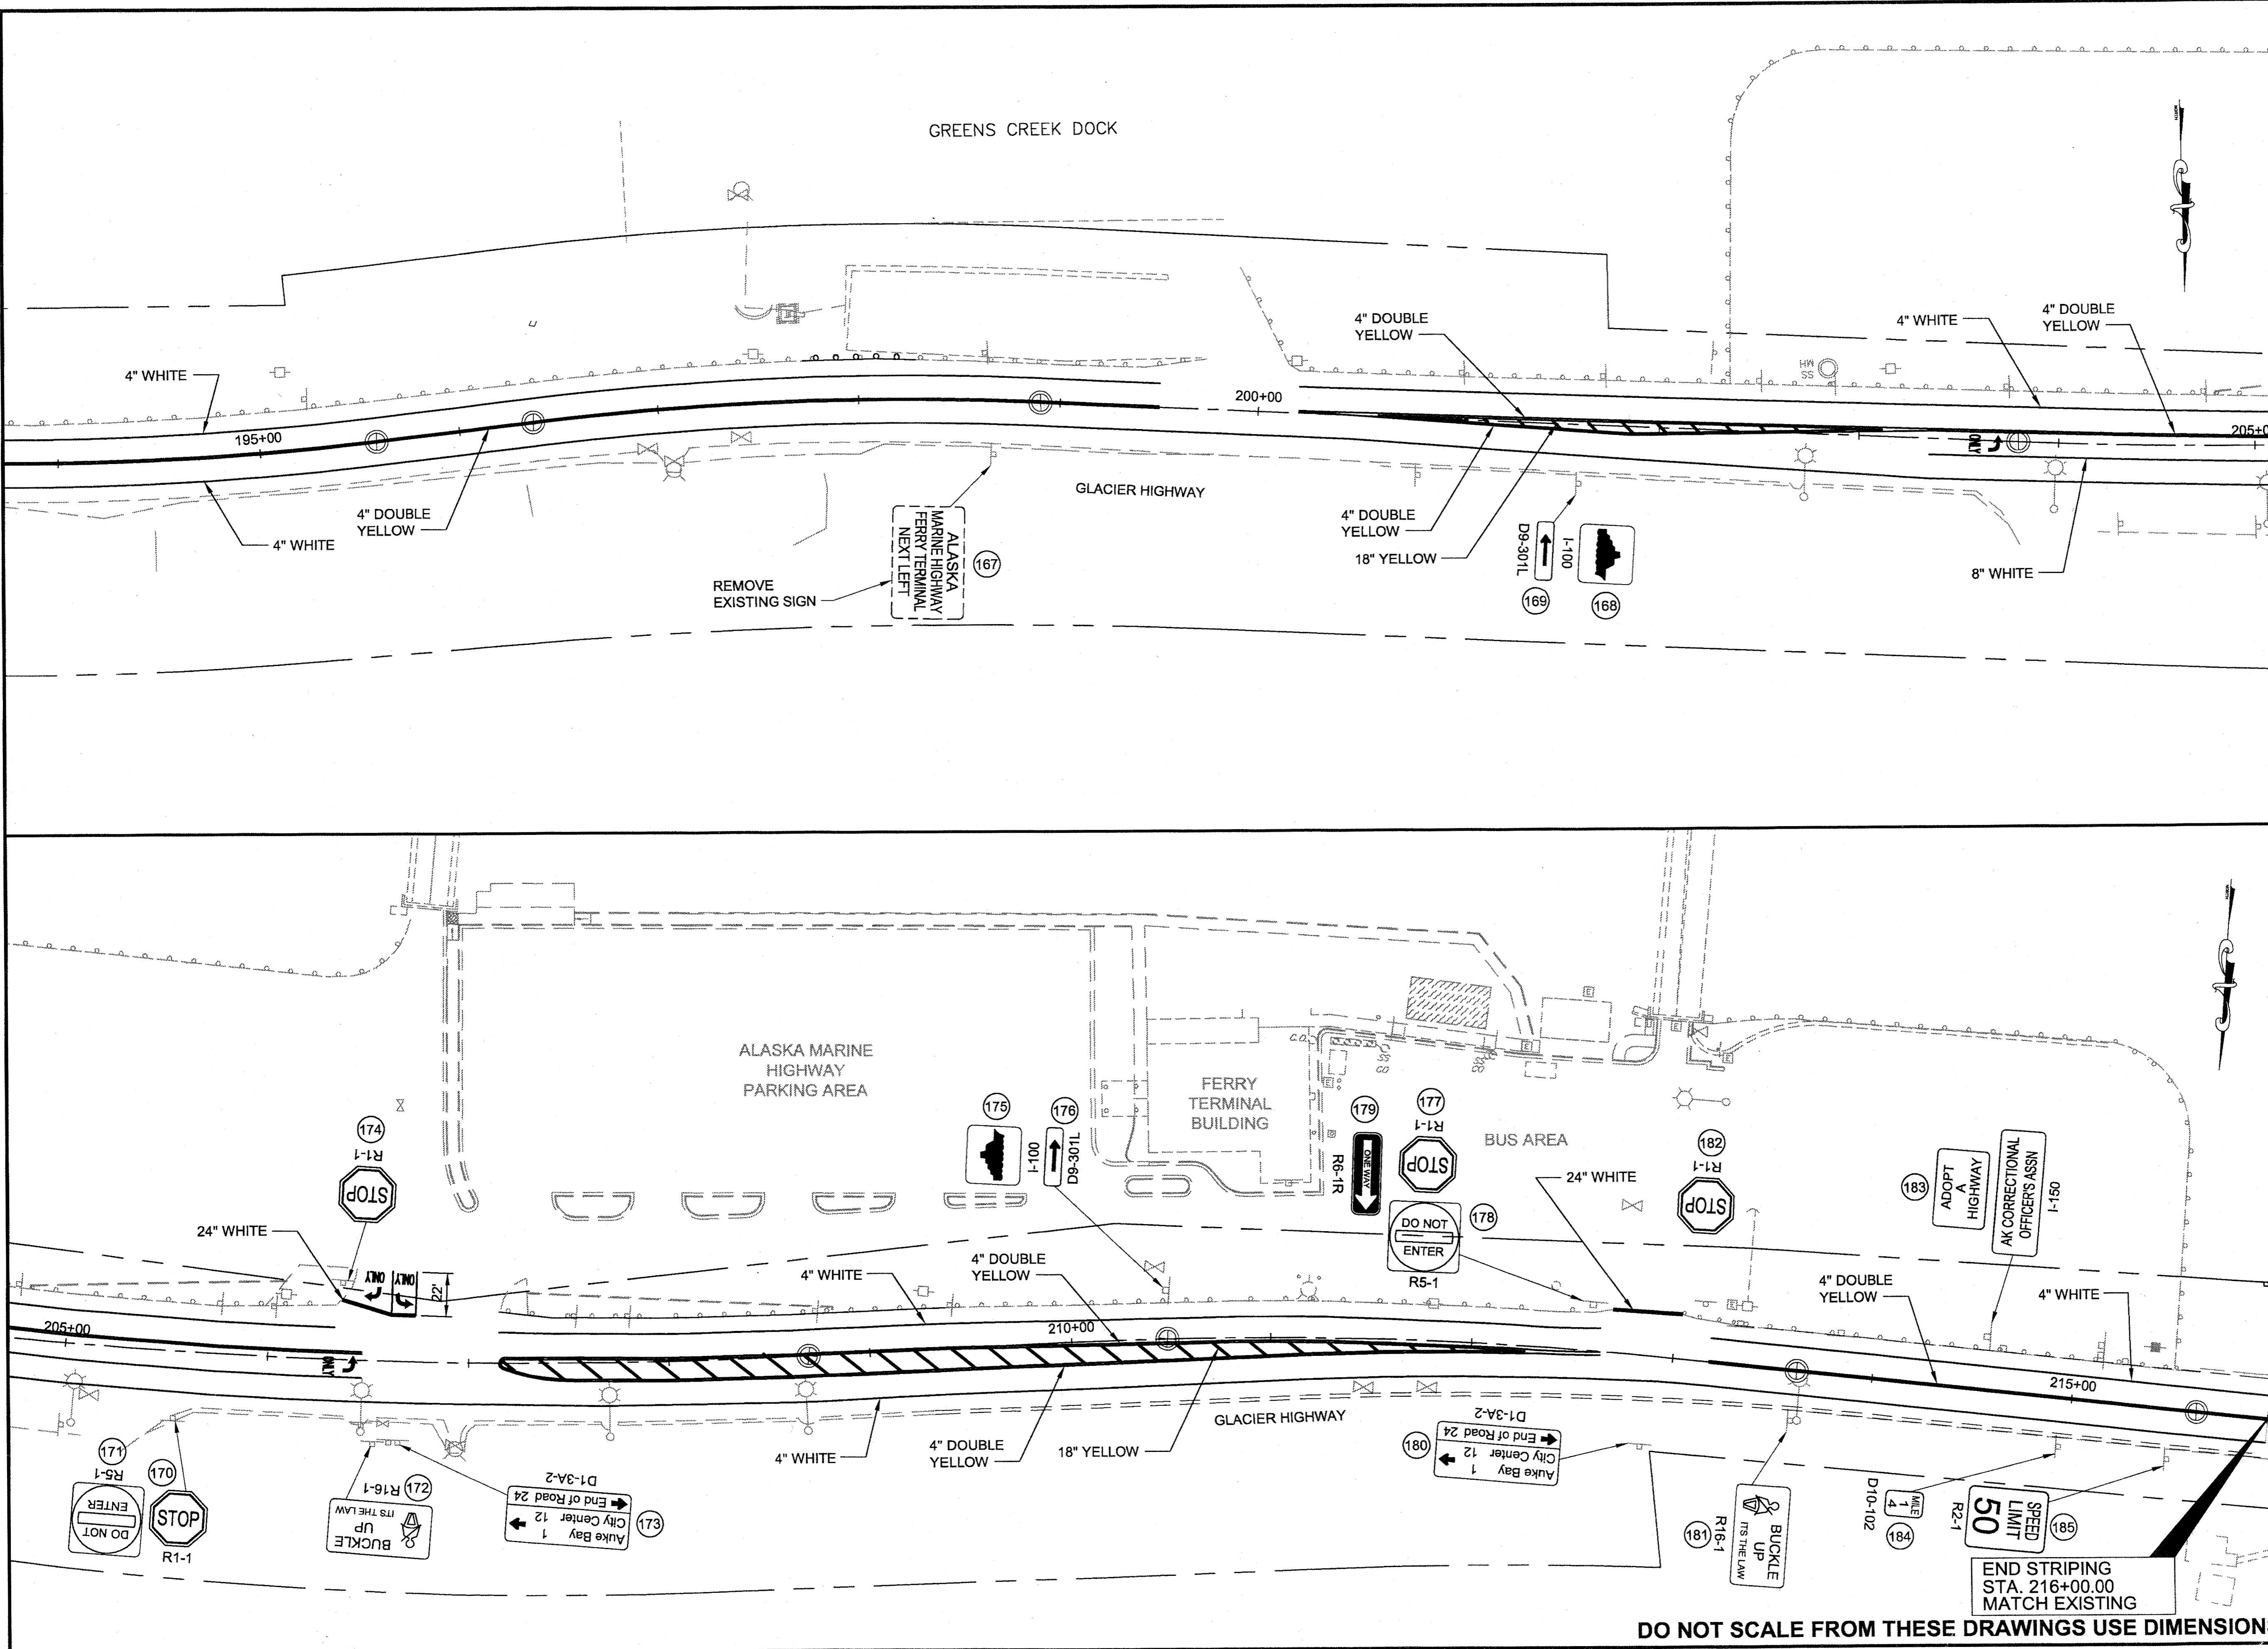 GREENS CREEK DOCK
NORTH
4" WHITE
195+00
4" DOUBLE
YELLOW
4" WHITE
REMOVE
EXISTING SIGN
ALASKA
MARINE HIGHWAY
FERRY TERMINAL
NEXT LEFT
167
GLACIER HIGHWAY
200+00
4" DOUBLE
YELLOW
4" DOUBLE
YELLOW
18" YELLOW
D9-301L
169
I-100
168
SS
MH
4" WHITE
4" DOUBLE
YELLOW
ONLY
205+0
8" WHITE
NORTH
ALASKA MARINE
HIGHWAY
PARKING AREA
FERRY
TERMINAL
BUILDING
BUS AREA
C.O.
CO
CO
E
E
E
E
E
E
E
174
R1-1
STOP
24" WHITE
ONLY
ONLY
22'
205+00
ONLY
175
I-100
176
D9-301L
4" WHITE
4" DOUBLE
YELLOW
210+00
179
R6-1R
ONE WAY
177
R1-1
STOP
178
DO NOT
ENTER
R5-1
24" WHITE
182
R1-1
STOP
183
ADOPT
A
HIGHWAY
AK CORRECTIONAL
OFFICER'S ASSN
I-150
4" DOUBLE
YELLOW
4" WHITE
215+00
171
R5-1
DO NOT
ENTER
170
STOP
R1-1
172
R16-1
BUCKLE
UP
ITS THE LAW
173
D1-3A-2
Auke Bay 1
City Center 12
End of Road 24
4" WHITE
4" DOUBLE
YELLOW
18" YELLOW
GLACIER HIGHWAY
180
D1-3A-2
Auke Bay 1
City Center 12
End of Road 24
181
R16-1
BUCKLE
UP
ITS THE LAW
D10-102
MILE
1
4
184
R2-1
SPEED
LIMIT
50
185
END STRIPING
STA. 216+00.00
MATCH EXISTING
DO NOT SCALE FROM THESE DRAWINGS USE DIMENSION